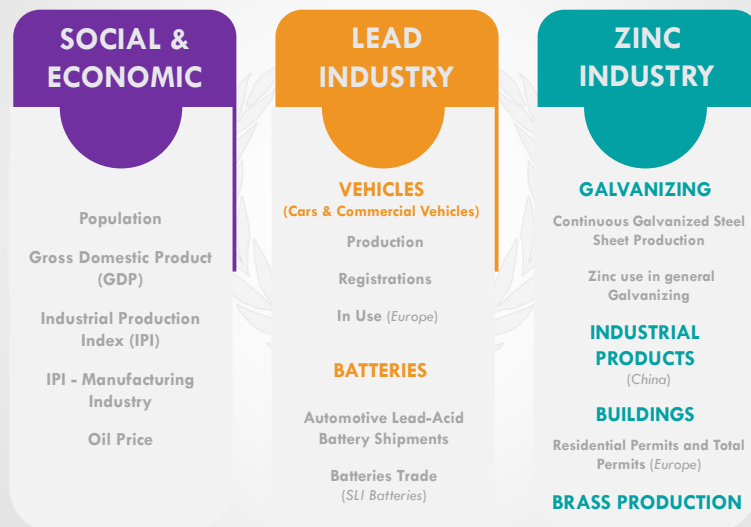 SOCIAL &
ECONOMIC
Population
Gross Domestic Product
(GDP)
Industrial Production
Index (IPI)
IPI - Manufacturing
Industry
Oil Price
LEAD
INDUSTRY
VEHICLES
(Cars & Commercial Vehicles)
Production
Registrations
In Use (Europe)
BATTERIES
Automotive Lead-Acid
Battery Shipments
Batteries Trade
(SLI Batteries)
ZINC
INDUSTRY
GALVANIZING
Continuous Galvanized Steel
Sheet Production
Zinc use in general
Galvanizing
INDUSTRIAL
PRODUCTS
(China)
BUILDINGS
Residential Permits and Total
Permits (Europe)
BRASS PRODUCTION